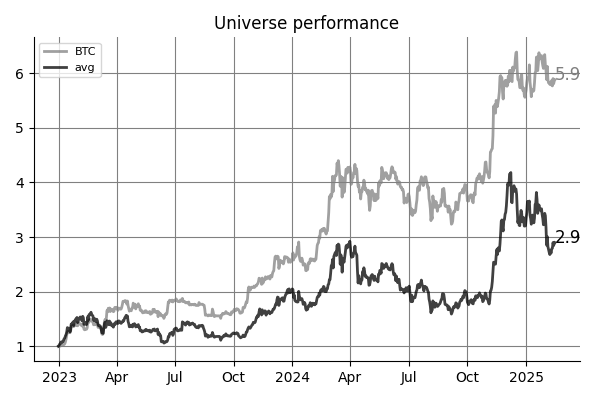 Universe performance
BTC
avg
6
5
4
3
2
1
5.9
2.9
2023
Apr
Jul
Oct
2024
Apr
Jul
Oct
2025